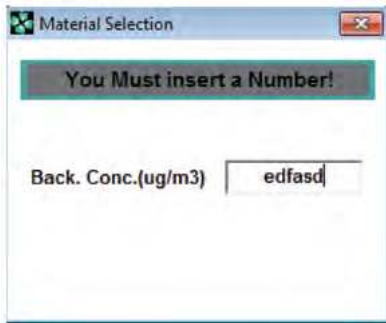 Material Selection
You Must insert a Number!
Back. Conc.(ug/m3) edfasd